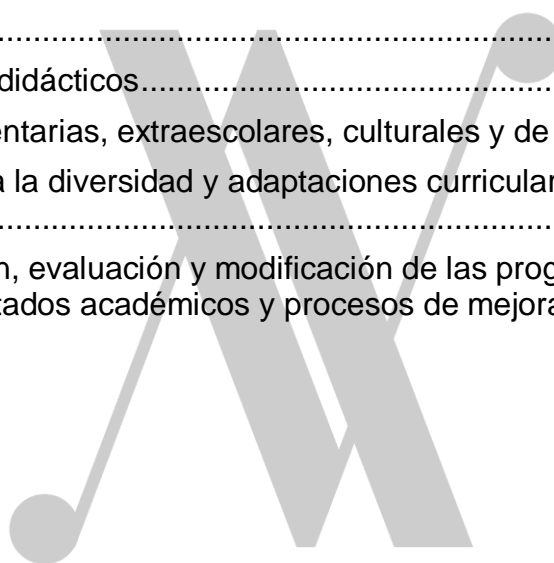 ................................................................
didácticos................................................
entarias, extraescolares, culturales y de
a la diversidad y adaptaciones curricular
................................................................
n, evaluación y modificación de las prog
tados académicos y procesos de mejora